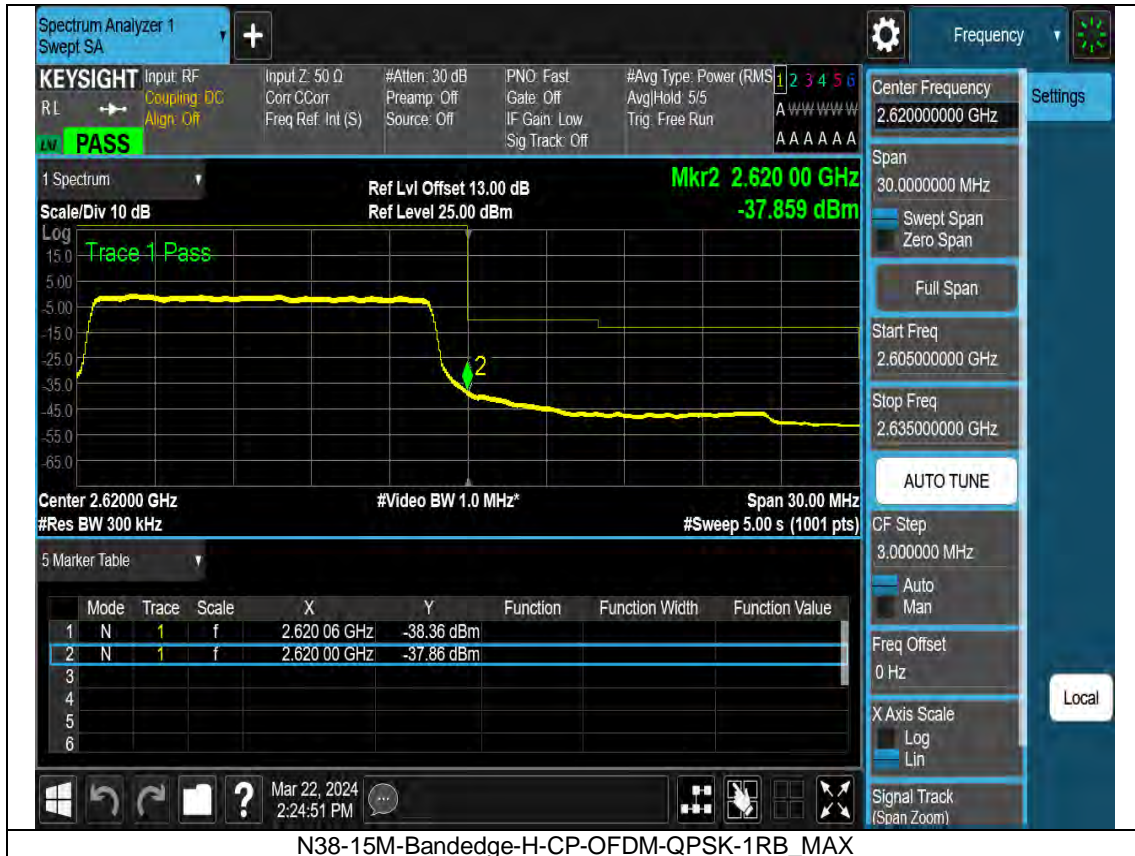 Spectrum Analyzer 1
Swept SA
+
Frequency
KEYSIGHT
RL
PASS
Input: RF
Coupling: DC
Align: Off
Input Z: 50 Ω
Corr CCorr
Freq Ref: Int (S)
#Atten: 30 dB
Preamp: Off
Source: Off
PNO: Fast
Gate: Off
IF Gain: Low
Sig Track: Off
#Avg Type: Power (RMS
Avg|Hold: 5/5
Trig: Free Run
1 2 3 4 5 6
A W W W W W
A A A A A A
1 Spectrum
Scale/Div 10 dB
Ref Lvl Offset 13.00 dB
Ref Level 25.00 dBm
Mkr2 2.620 00 GHz
-37.859 dBm
Log
Trace 1 Pass
15.0
5.00
-5.00
-15.0
-25.0
-35.0
-45.0
-55.0
-65.0
2
Center 2.62000 GHz
#Video BW 1.0 MHz*
Span 30.00 MHz
#Res BW 300 kHz
#Sweep 5.00 s (1001 pts)
5 Marker Table
Mode Trace Scale X Y Function Function Width Function Value
1 N 1 f 2.620 06 GHz -38.36 dBm
2 N 1 f 2.620 00 GHz -37.86 dBm
3
4
5
6
?
Mar 22, 2024
2:24:51 PM
Center Frequency
2.620000000 GHz
Settings
Span
30.0000000 MHz
Swept Span
Zero Span
Full Span
Start Freq
2.605000000 GHz
Stop Freq
2.635000000 GHz
AUTO TUNE
CF Step
3.000000 MHz
Auto
Man
Freq Offset
0 Hz
Local
X Axis Scale
Log
Lin
Signal Track
(Span Zoom)
N38-15M-Bandedge-H-CP-OFDM-QPSK-1RB_MAX